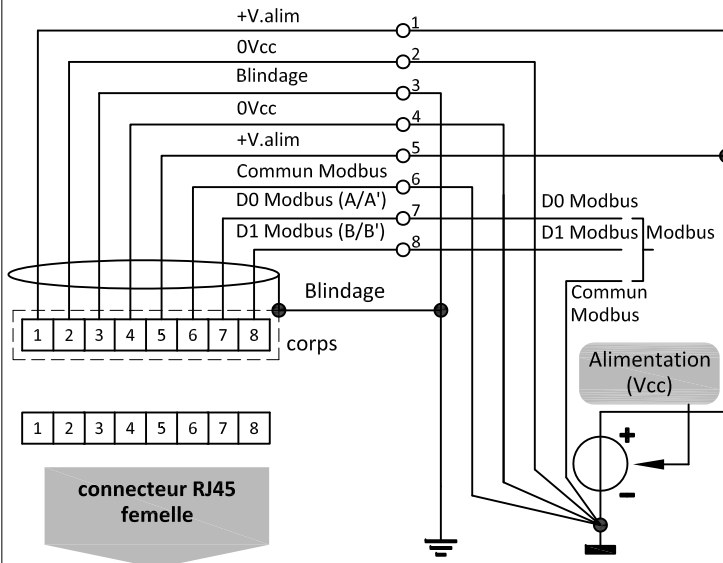 +V.alim 1
0Vcc 2
Blindage 3
0Vcc 4
+V.alim 5
Commun Modbus 6
D0 Modbus (A/A') 7 D0 Modbus
D1 Modbus (B/B') 8 D1 Modbus Modbus
Blindage
Commun
Modbus
1 2 3 4 5 6 7 8
corps
Alimentation
(Vcc)
+
1 2 3 4 5 6 7 8
−
connecteur RJ45
femelle